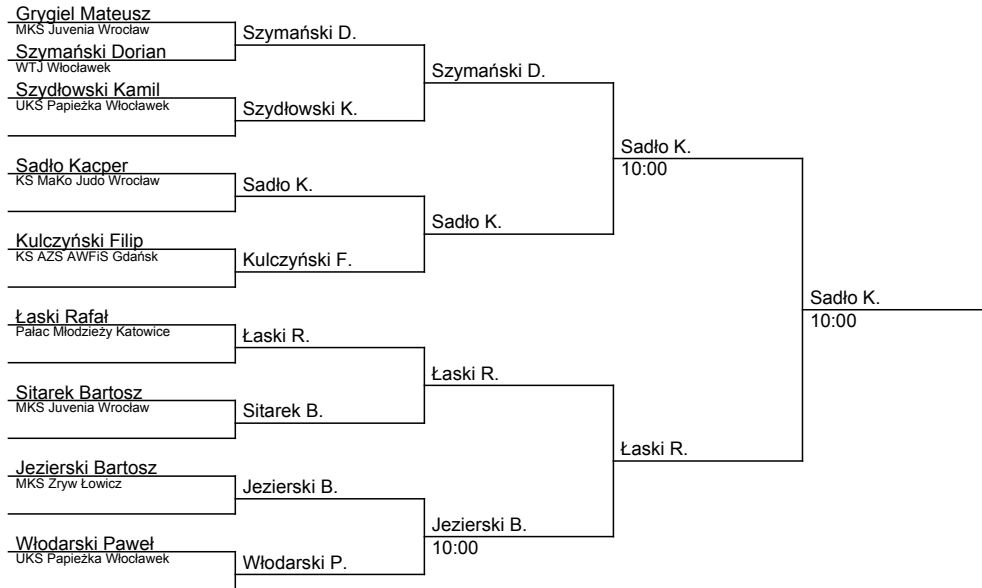 Grygiel Mateusz
MKS Juvenia Wrocław
Szymański Dorian
WTJ Włocławek
Szydłowski Kamil
UKS Papieżka Włocławek
Sadło Kacper
KS MaKo Judo Wrocław
Kulczyński Filip
KS AZS AWFiS Gdańsk
Łaski Rafał
Pałac Młodzieży Katowice
Sitarek Bartosz
MKS Juvenia Wrocław
Jezierski Bartosz
MKS Zryw Łowicz
Włodarski Paweł
UKS Papieżka Włocławek
Szymański D.
Szydłowski K.
Sadło K.
Kulczyński F.
Łaski R.
Sitarek B.
Jezierski B.
Włodarski P.
Szymański D.
Sadło K.
Łaski R.
Jezierski B.
10:00
Sadło K.
10:00
Łaski R.
Sadło K.
10:00